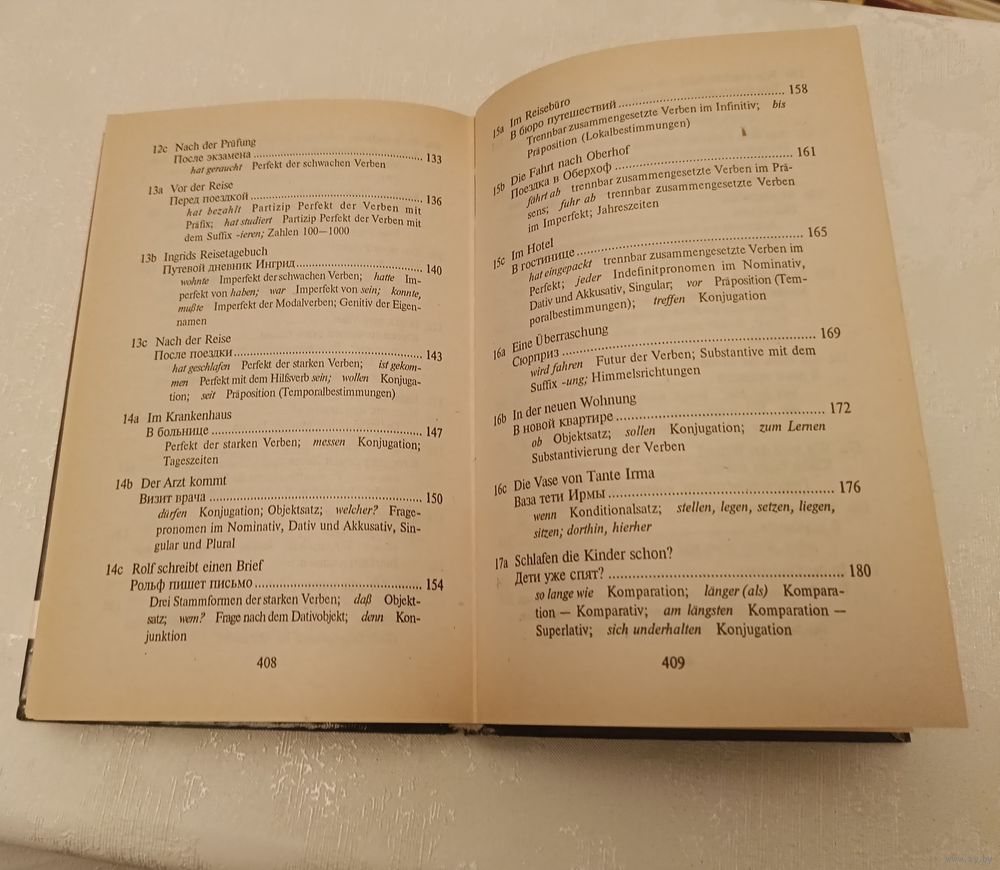 12c Nach der Prüfung
После экзамена ........ 133
hat geraucht Perfekt der schwachen Verben
13a Vor der Reise
Перед поездкой ........ 136
hat bezahlt Partizip Perfekt der Verben mit
Präfix; hat studiert Partizip Perfekt der Verben mit
dem Suffix -ieren; Zahlen 100—1000
13b Ingrids Reisetagebuch
Путевой дневник Ингрид ........ 140
wohnte Imperfekt der schwachen Verben; hatte Im-
perfekt von haben; war Imperfekt von sein; konnte,
mußte Imperfekt der Modalverben; Genitiv der Eigen-
namen
13c Nach der Reise
После поездки ........ 143
hat geschlafen Perfekt der starken Verben; ist gekom-
men Perfekt mit dem Hilfsverb sein; wollen Konjuga-
tion; seit Präposition (Temporalbestimmungen)
14a Im Krankenhaus
В больнице ........ 147
Perfekt der starken Verben; messen Konjugation;
Tageszeiten
14b Der Arzt kommt
Визит врача ........ 150
dürfen Konjugation; Objektsatz; welcher? Frage-
pronomen im Nominativ, Dativ und Akkusativ, Sin-
gular und Plural
14c Rolf schreibt einen Brief
Рольф пишет письмо ........ 154
Drei Stammformen der starken Verben; daß Objekt-
satz; wem? Frage nach dem Dativobjekt; denn Kon-
junktion
408
15a Im Reisebüro
В бюро путешествий ........ 158
Trennbar zusammengesetzte Verben im Infinitiv; bis
Präposition (Lokalbestimmungen)
15b Die Fahrt nach Oberhof
Поездка в Оберхоф ........ 161
fährt ab trennbar zusammengesetzte Verben im Prä-
sens; fuhr ab trennbar zusammengesetzte Verben
im Imperfekt; Jahreszeiten
15c Im Hotel
В гостинице ........ 165
hat eingepackt trennbar zusammengesetzte Verben im
Perfekt; jeder Indefinitpronomen im Nominativ,
Dativ und Akkusativ, Singular; vor Präposition (Tem-
poralbestimmungen); treffen Konjugation
16a Eine Überraschung
Сюрприз ........ 169
wird fahren Futur der Verben; Substantive mit dem
Suffix -ung; Himmelsrichtungen
16b In der neuen Wohnung
В новой квартире ........ 172
ob Objektsatz; sollen Konjugation; zum Lernen
Substantivierung der Verben
16c Die Vase von Tante Irma
Ваза тети Ирмы ........ 176
wenn Konditionalsatz; stellen, legen, setzen, liegen,
sitzen; dorthin, hierher
17a Schlafen die Kinder schon?
Дети уже спят? ........ 180
so lange wie Komparation; länger (als) Kompara-
tion — Komparativ; am längsten Komparation —
Superlativ; sich underhalten Konjugation
409
www.ay.by